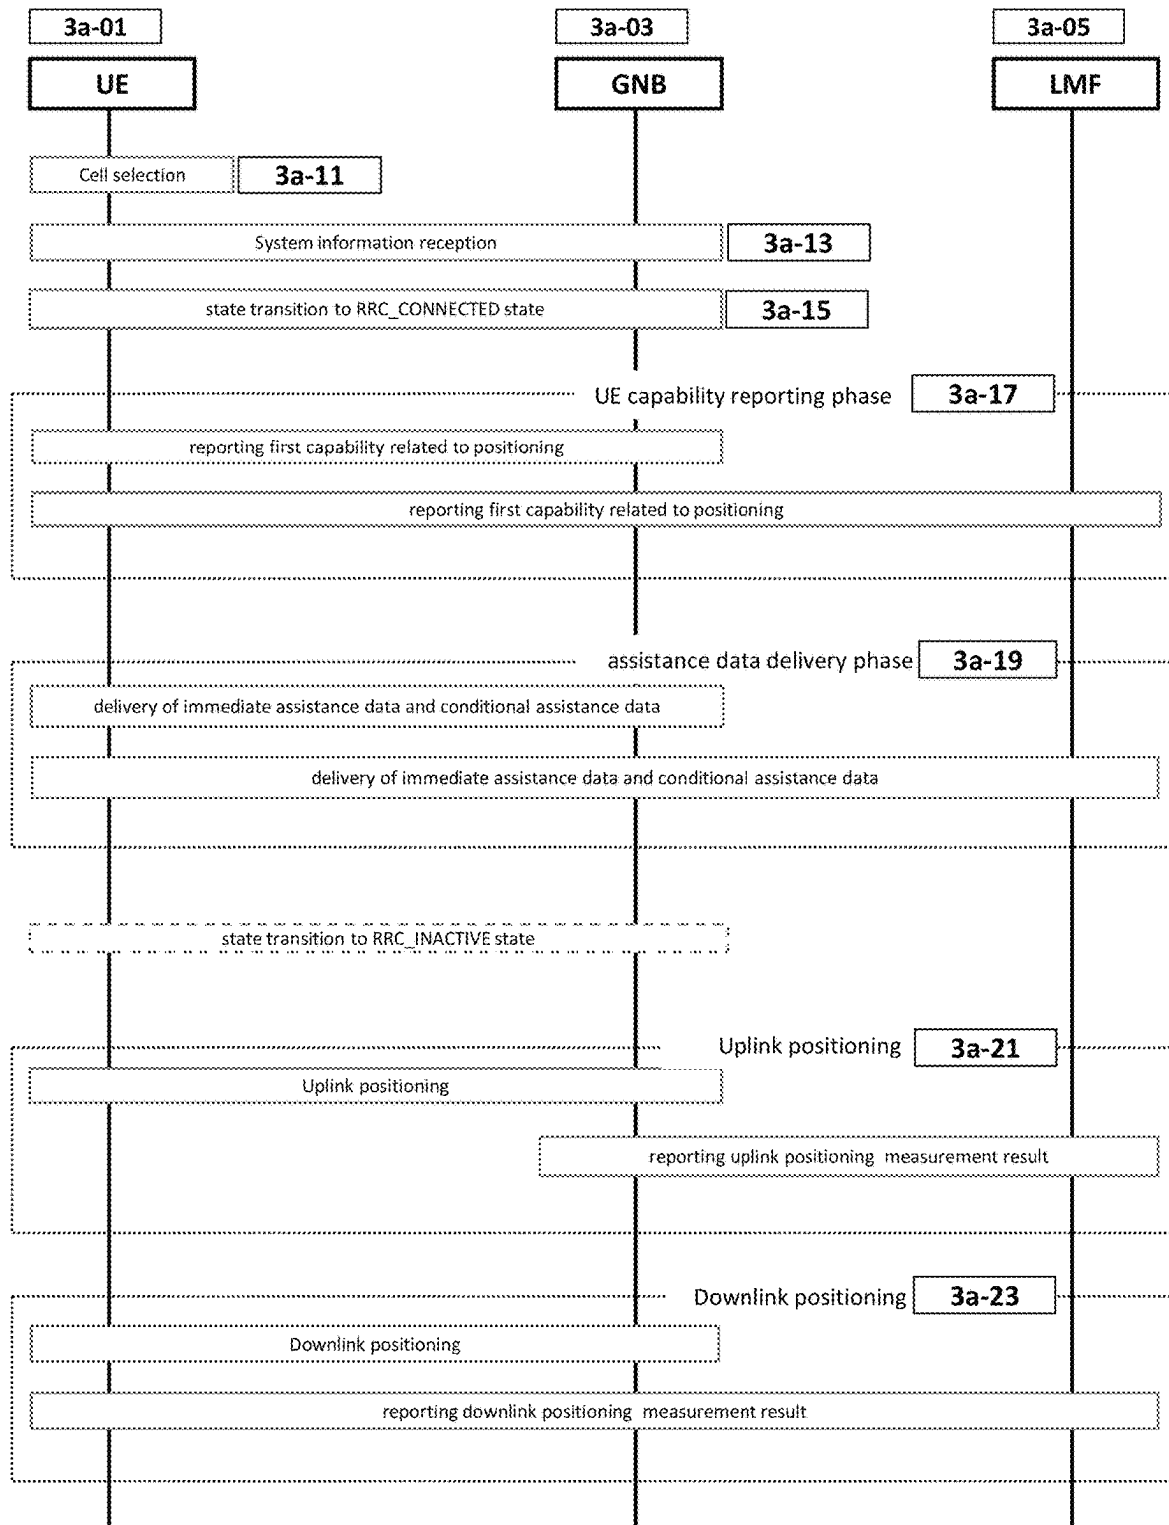 3a-01 3a-03 3a-05
UE GNB LMF
Cell selection 3a-11
System information reception 3a-13
state transition to RRC_CONNECTED state 3a-15
UE capability reporting phase 3a-17
reporting first capability related to positioning
reporting first capability related to positioning
assistance data delivery phase 3a-19
delivery of immediate assistance data and conditional assistance data
delivery of immediate assistance data and conditional assistance data
state transition to RRC_INACTIVE state
Uplink positioning 3a-21
Uplink positioning
reporting uplink positioning measurement result
Downlink positioning 3a-23
Downlink positioning
reporting downlink positioning measurement result